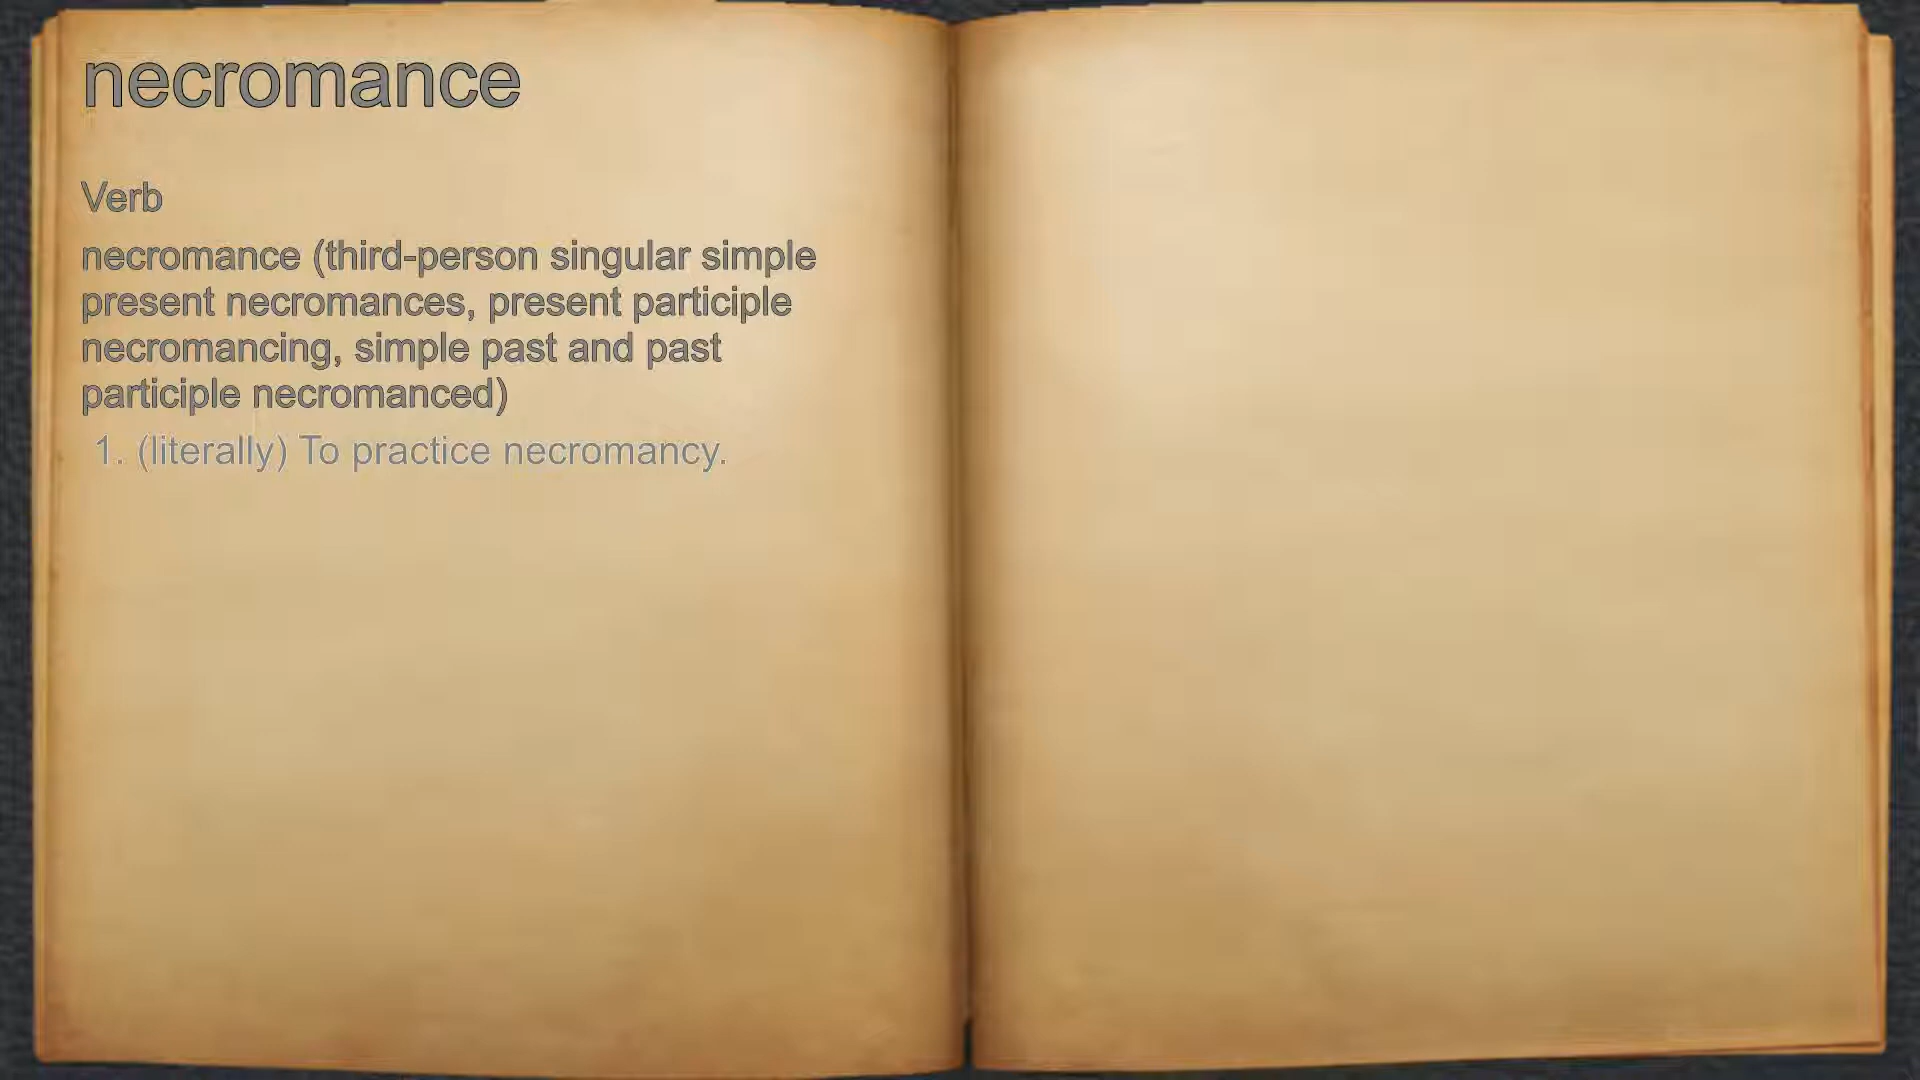 necromance
Verb
necromance (third-person singular simple
present necromances, present participle
necromancing, simple past and past
participle necromanced)
1. (literally) To practice necromancy.